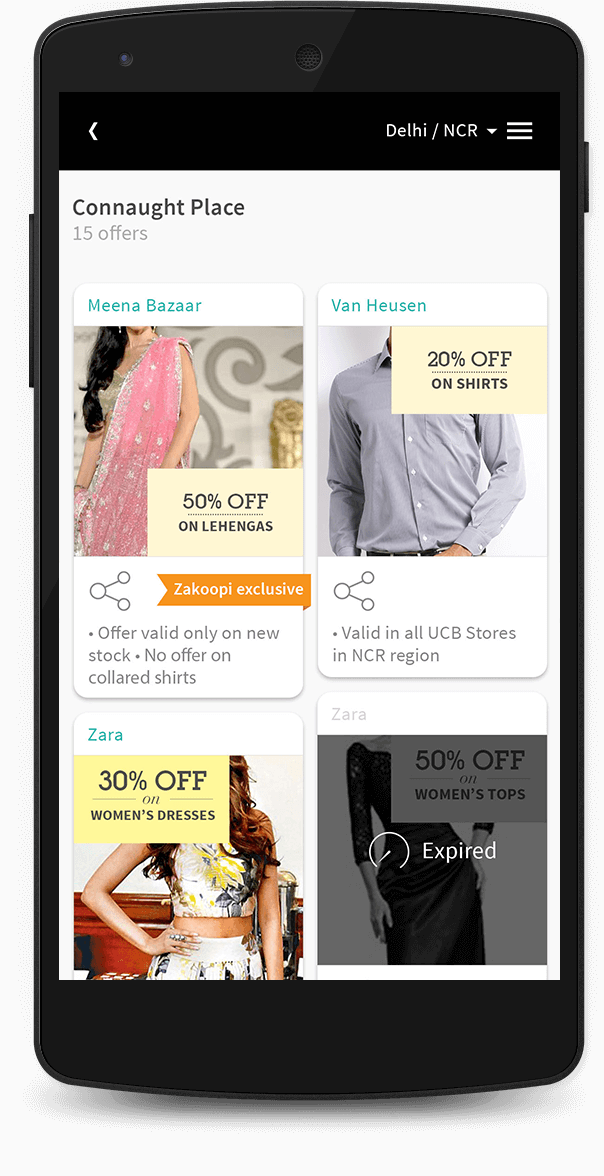 Delhi / NCR
Connaught Place
15 offers
Meena Bazaar
50% OFF
ON LEHENGAS
Zakoopi exclusive
• Offer valid only on new
stock • No offer on
collared shirts
Van Heusen
20% OFF
ON SHIRTS
• Valid in all UCB Stores
in NCR region
Zara
30% OFF
on
WOMEN'S DRESSES
Zara
50% OFF
on
WOMEN'S TOPS
Expired